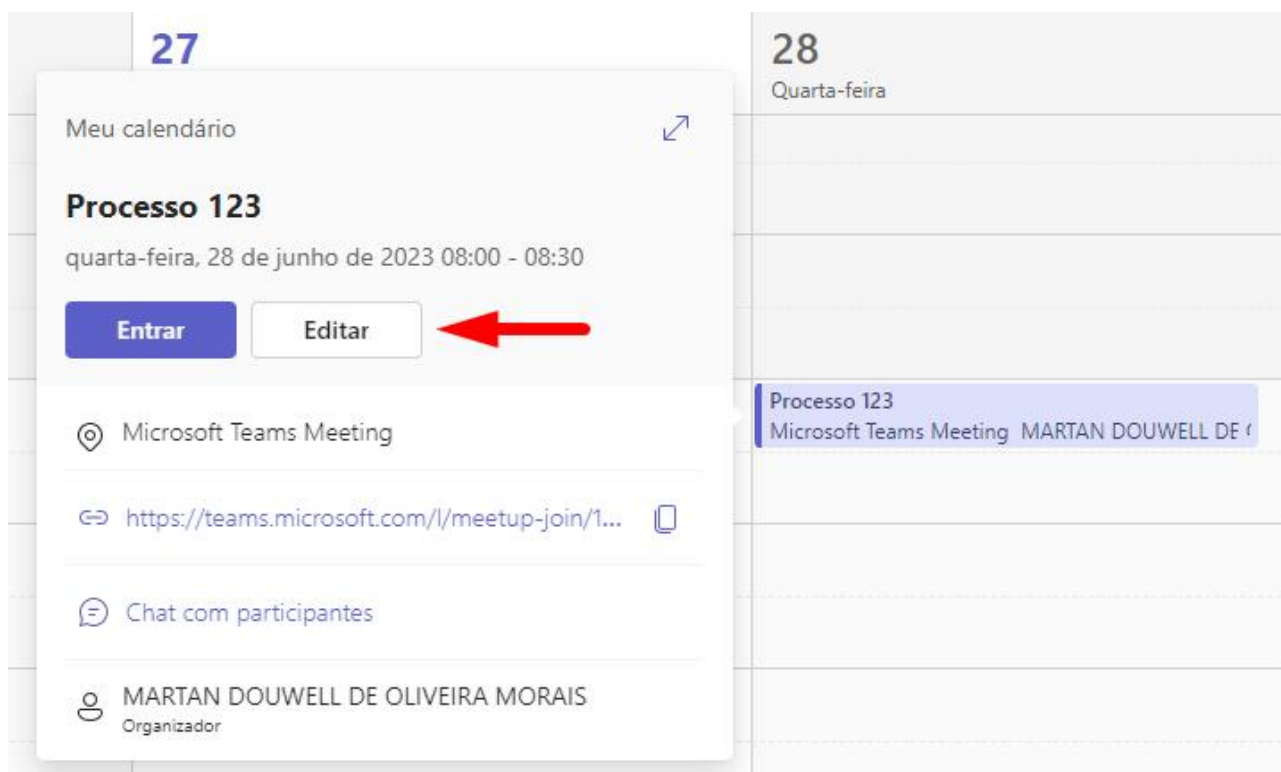 27
28
Quarta-feira
Meu calendário
Processo 123
quarta-feira, 28 de junho de 2023 08:00 - 08:30
Entrar
Editar
Microsoft Teams Meeting
https://teams.microsoft.com/l/meetup-join/1...
Chat com participantes
MARTAN DOUWELL DE OLIVEIRA MORAIS
Organizador
Processo 123
Microsoft Teams Meeting MARTAN DOUWELL DE